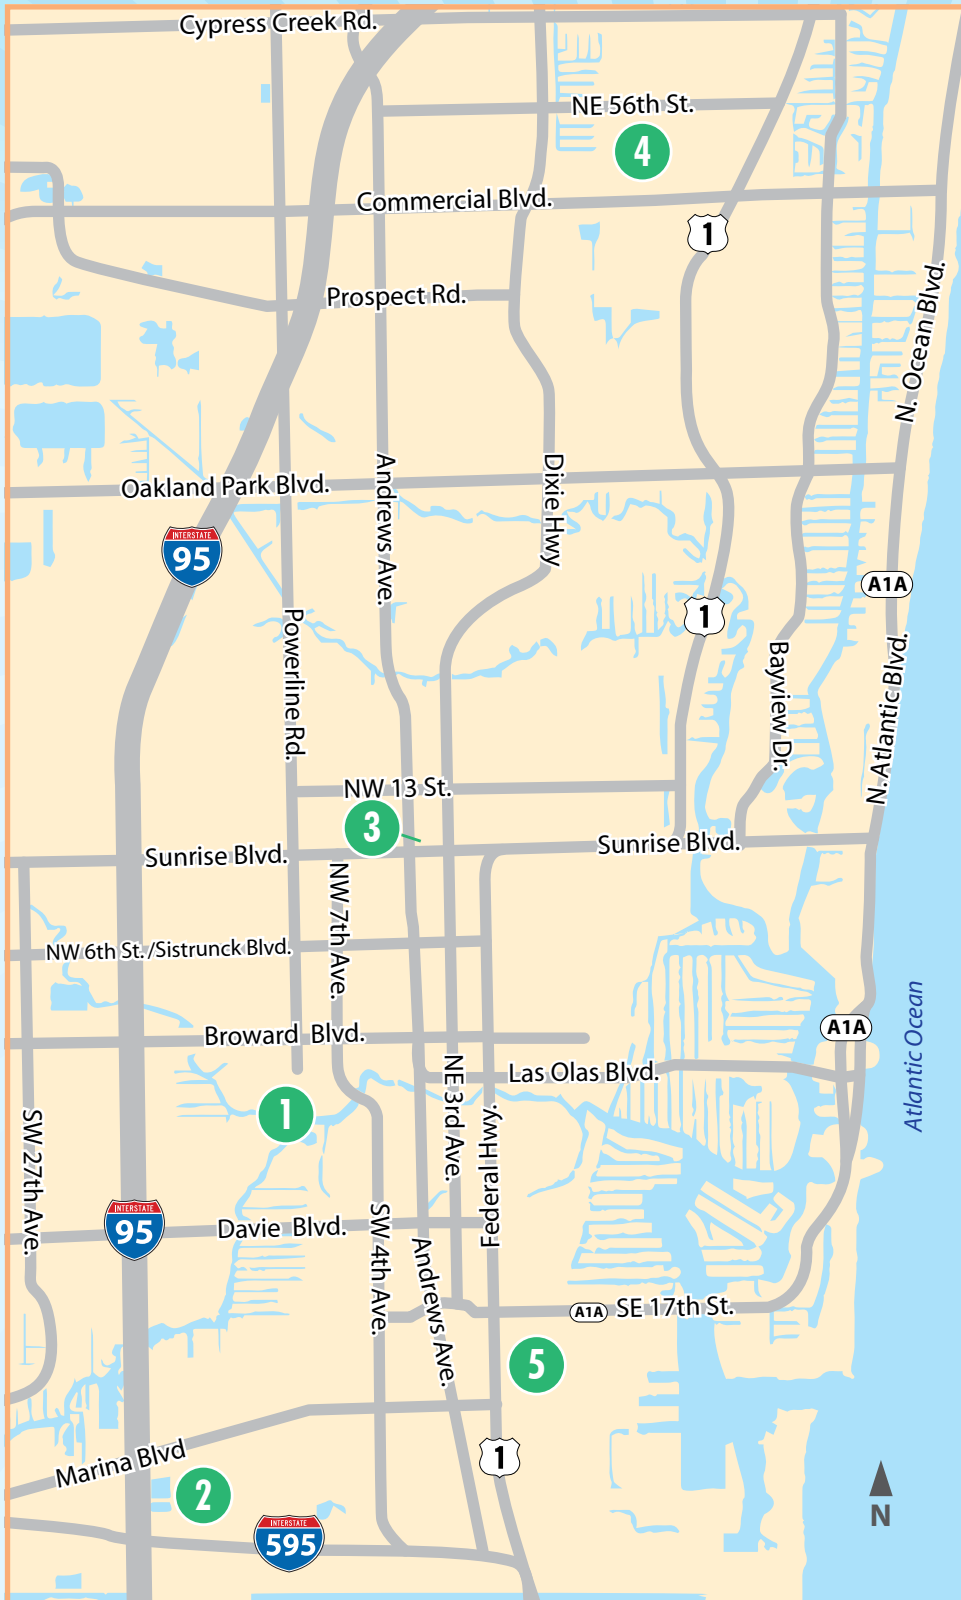 Cypress Creek Rd.
NE 56th St.
4
Commercial Blvd.
1
Prospect Rd.
N. Ocean Blvd.
Oakland Park Blvd.
Andrews Ave.
Dixie Hwy
INTERSTATE
95
A1A
1
Powerline Rd.
Bayview Dr.
N. Atlantic Blvd.
NW 13 St.
3
Sunrise Blvd.
Sunrise Blvd.
NW 7th Ave.
NW 6th St./Sistrunck Blvd.
Atlantic Ocean
A1A
Broward Blvd.
Las Olas Blvd.
NE 3rd Ave.
1
Federal Hwy.
SW 27th Ave.
INTERSTATE
95
Davie Blvd.
SW 4th Ave.
Andrews Ave.
A1A
SE 17th St.
5
Marina Blvd
1
2
N
INTERSTATE
595